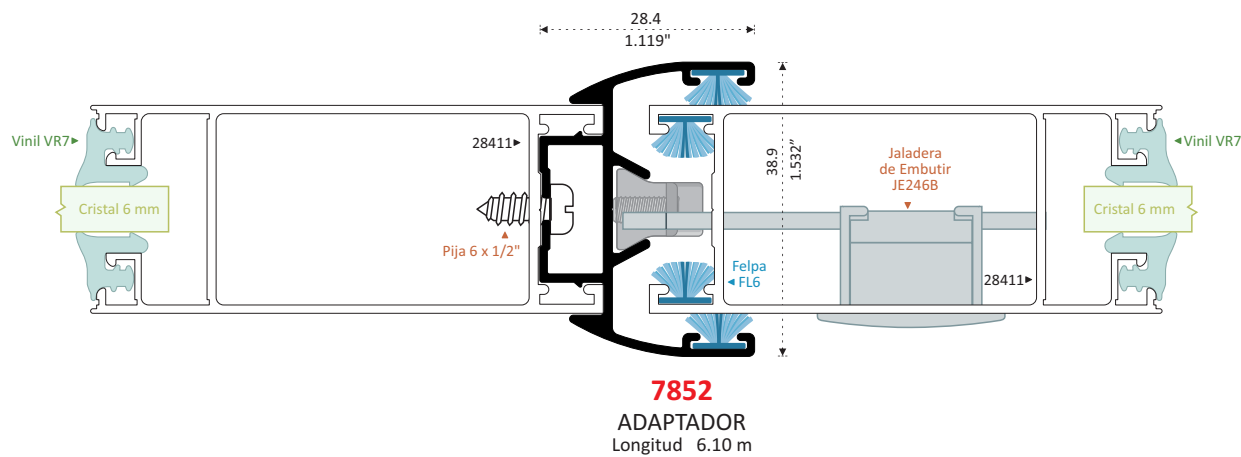 28.4
1.119"
Vinil VR7
28411
38.9
1.532"
Jaladera
de Embutir
JE246B
Vinil VR7
Cristal 6 mm
Cristal 6 mm
Pija 6 x 1/2"
Felpa
FL6
28411
7852
ADAPTADOR
Longitud 6.10 m